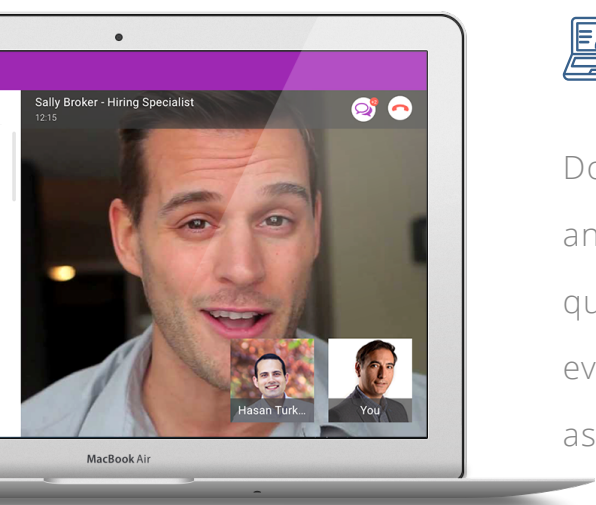 Sally Broker - Hiring Specialist
12:15
Hasan Turk...
You
MacBook Air
Do
an
qu
ev
as